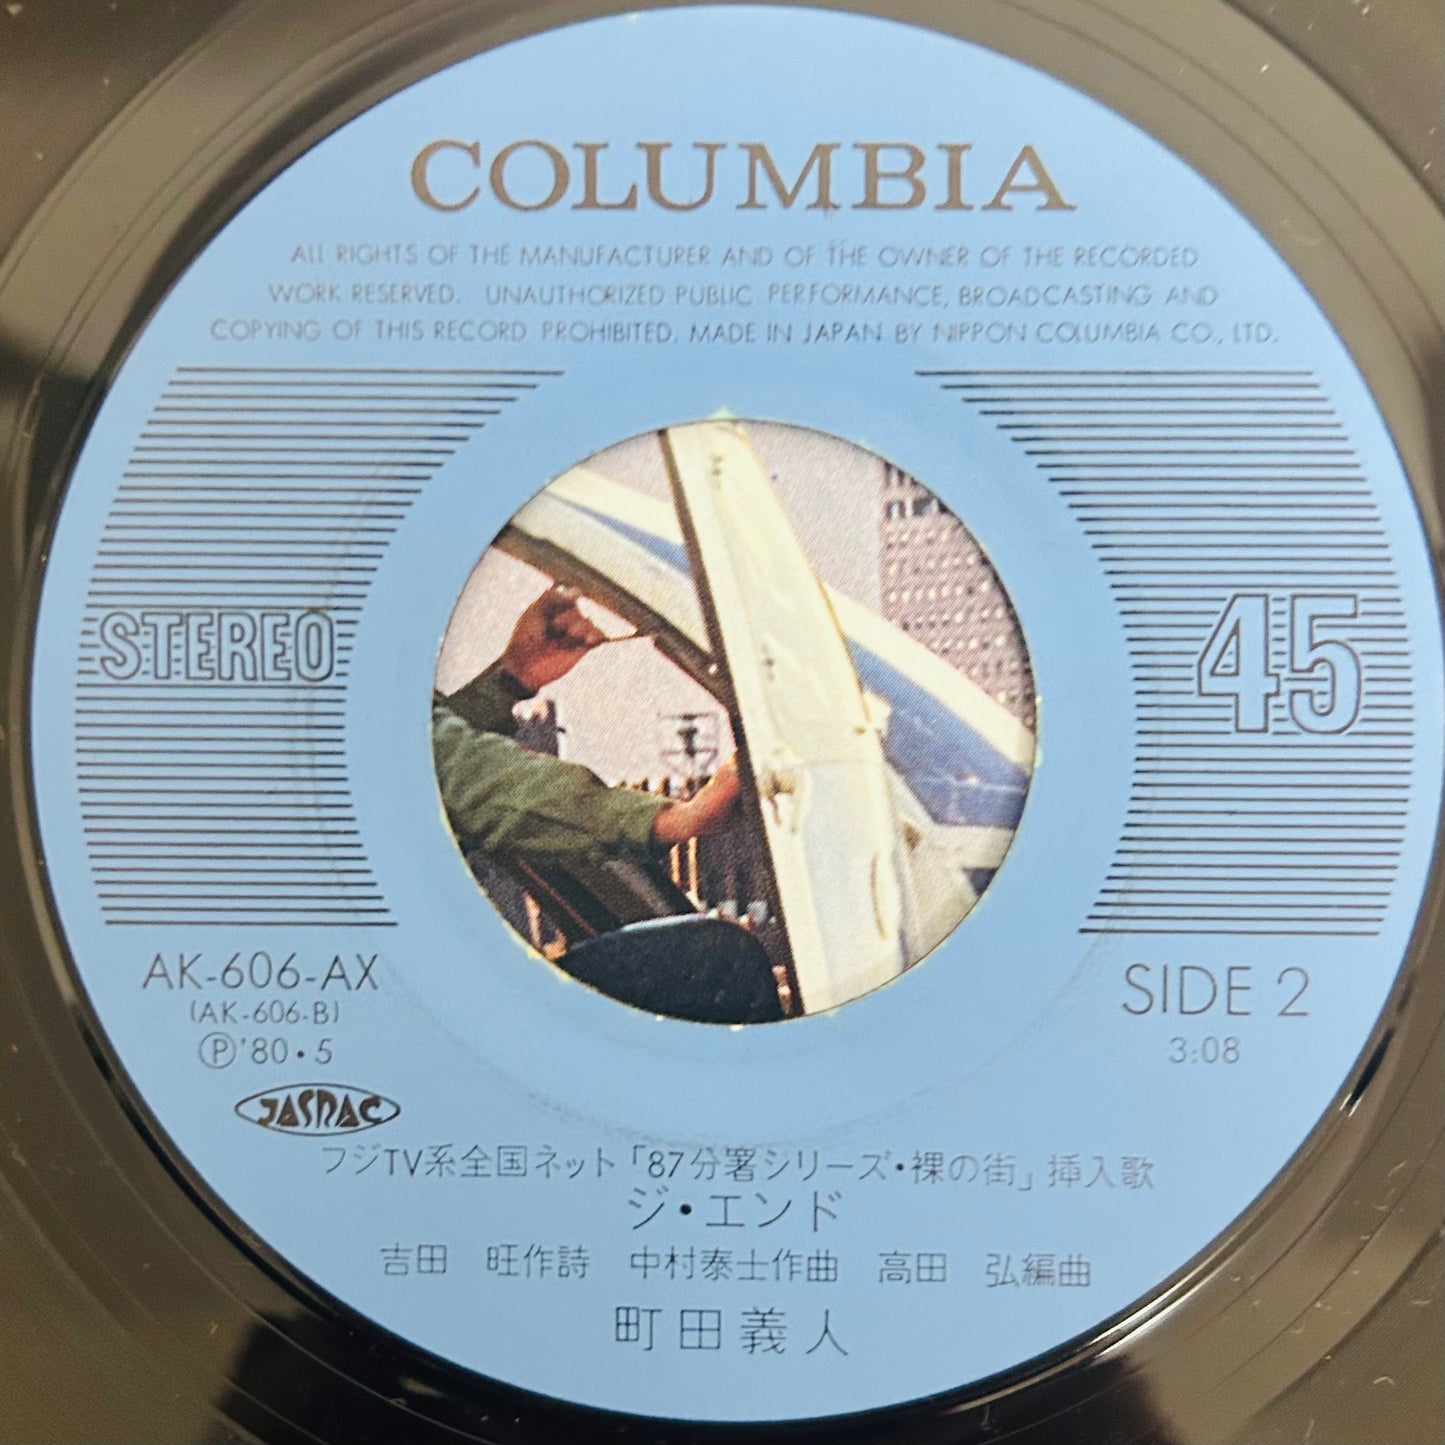 COLUMBIA
ALL RIGHTS OF THE MANUFACTURER AND OF THE OWNER OF THE RECORDED
WORK RESERVED. UNAUTHORIZED PUBLIC PERFORMANCE, BROADCASTING AND
COPYING OF THIS RECORD PROHIBITED. MADE IN JAPAN BY NIPPON COLUMBIA CO., LTD.
STEREO
45
AK-606-AX
(AK-606-B)
Ⓟ'80・5
JASRAC
SIDE 2
3:08
フジTV系全国ネット「'87分署シリーズ・裸の街」挿入歌
ジ・エンド
吉田 旺作詩 中村泰士作曲 高田 弘編曲
町田義人